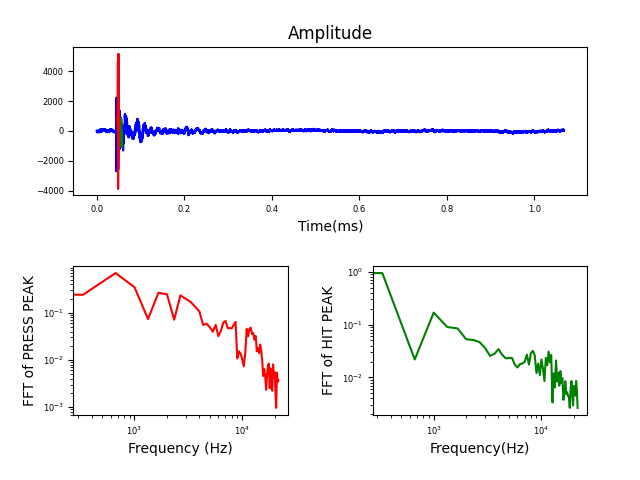 Amplitude
4000
2000
0
−2000
−4000
0.0 0.2 0.4 0.6 0.8 1.0
Time(ms)
FFT of PRESS PEAK
10⁻¹
10⁻²
10⁻³
10³ 10⁴
Frequency (Hz)
FFT of HIT PEAK
10⁰
10⁻¹
10⁻²
10³ 10⁴
Frequency(Hz)